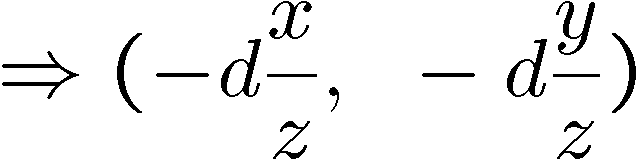 ⇒ (−d x/z, − d y/z)